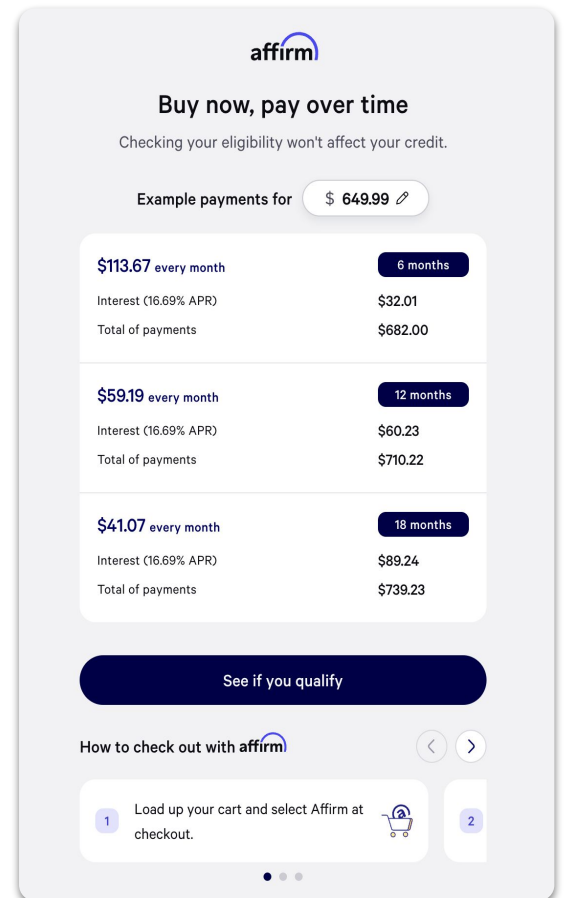 affirm
Buy now, pay over time
Checking your eligibility won't affect your credit.
Example payments for $ 649.99
$113.67 every month 6 months
Interest (16.69% APR) $32.01
Total of payments $682.00
$59.19 every month 12 months
Interest (16.69% APR) $60.23
Total of payments $710.22
$41.07 every month 18 months
Interest (16.69% APR) $89.24
Total of payments $739.23
See if you qualify
How to check out with affirm
1 Load up your cart and select Affirm at
checkout.
2